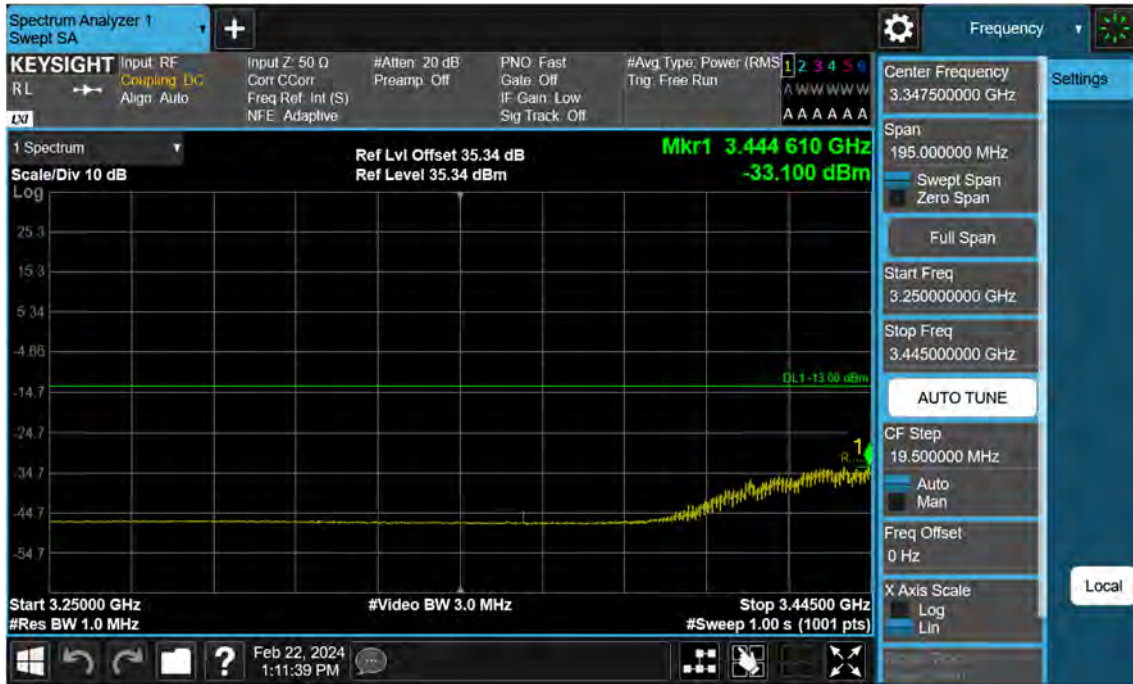 Spectrum Analyzer 1
Swept SA
+
Frequency
KEYSIGHT
RL
LXI
Input: RF
Coupling: DC
Align: Auto
Input Z: 50 Ω
Corr CCorr
Freq Ref: Int (S)
NFE: Adaptive
#Atten: 20 dB
Preamp: Off
PNO: Fast
Gate: Off
IF Gain: Low
Sig Track: Off
#Avg Type: Power (RMS
Trig: Free Run
1 2 3 4 5 6
A W W W W W
A A A A A A
1 Spectrum
Scale/Div 10 dB
Ref Lvl Offset 35.34 dB
Ref Level 35.34 dBm
Mkr1 3.444 610 GHz
-33.100 dBm
Log
25.3
15.3
5.34
-4.66
DL1 -13.00 dBm
-14.7
-24.7
1
-34.7
-44.7
-54.7
Start 3.25000 GHz
#Video BW 3.0 MHz
Stop 3.44500 GHz
#Res BW 1.0 MHz
#Sweep 1.00 s (1001 pts)
Feb 22, 2024
1:11:39 PM
?
Center Frequency
3.347500000 GHz
Span
195.000000 MHz
Swept Span
Zero Span
Full Span
Start Freq
3.250000000 GHz
Stop Freq
3.445000000 GHz
AUTO TUNE
CF Step
19.500000 MHz
Auto
Man
Freq Offset
0 Hz
X Axis Scale
Log
Lin
Settings
Local